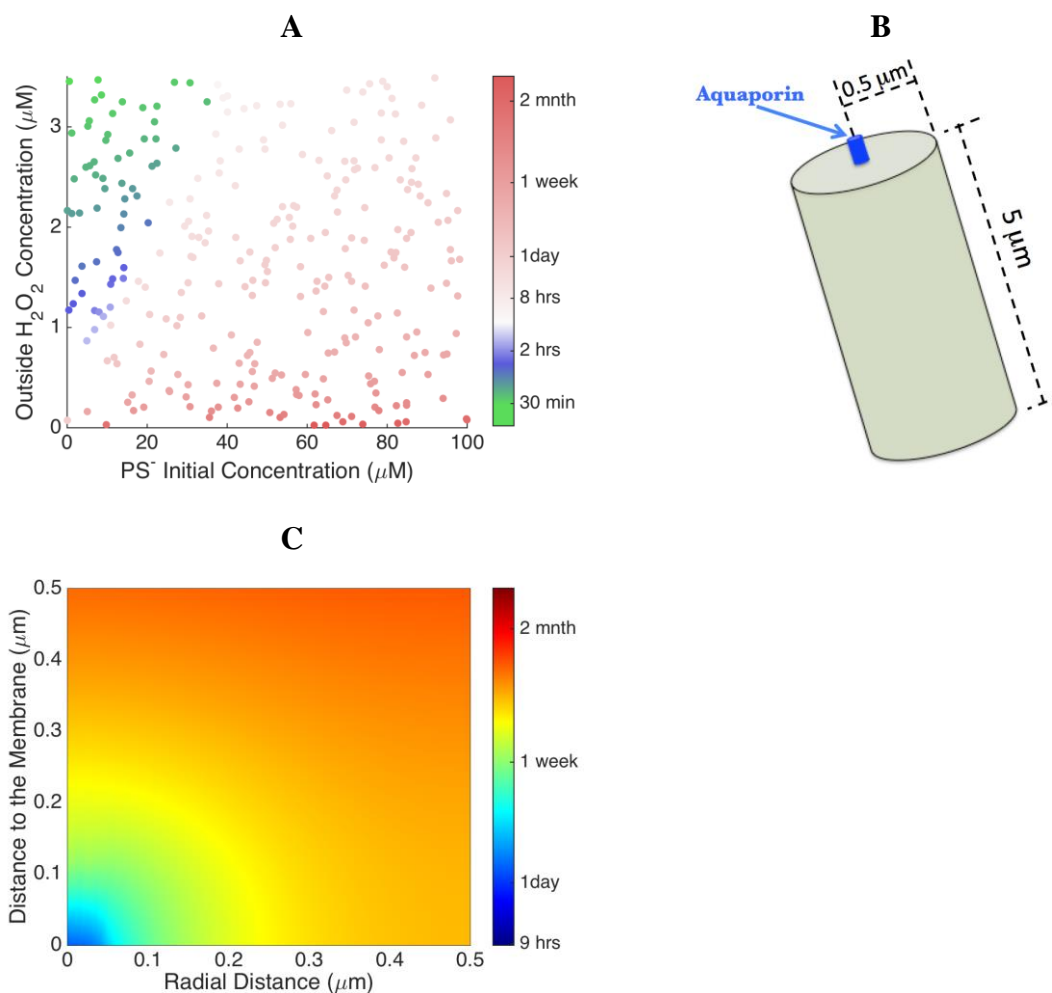 A
Outside H₂O₂ Concentration (μM)
3
2
1
0
0 20 40 60 80 100
PS⁻ Initial Concentration (μM)
2 mnth
1 week
1day
8 hrs
2 hrs
30 min
B
Aquaporin
0.5 μm
5 μm
C
Distance to the Membrane (μm)
0.5
0.4
0.3
0.2
0.1
0
0 0.1 0.2 0.3 0.4 0.5
Radial Distance (μm)
2 mnth
1 week
1day
9 hrs